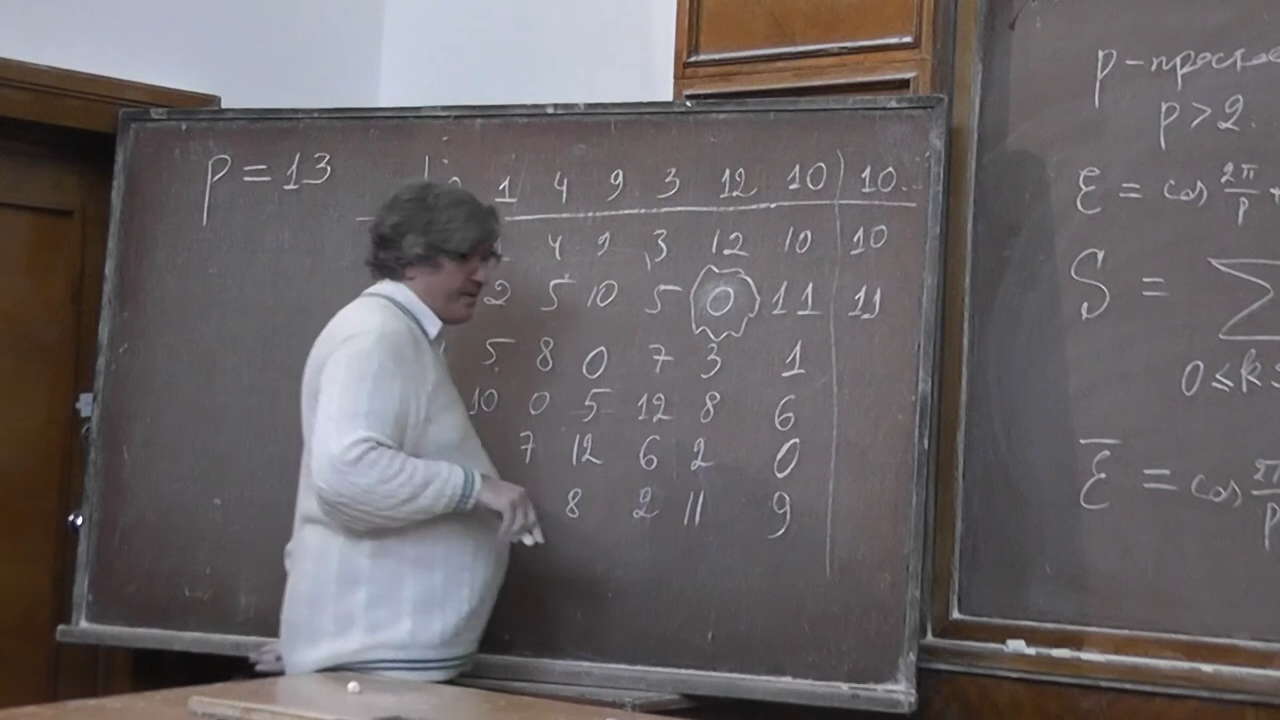 p = 13
1 4 9 3 12 10 10
4 9 3 12 10 10
2 5 10 5 0 11 11
5 8 0 7 3 1
10 0 5 12 8 6
7 12 6 2 0
8 2 11 9
p - простое
p > 2.
ε = cos 2π/p +
S = Σ
0 ≤ k ≤
ε̅ = cos 2π/p